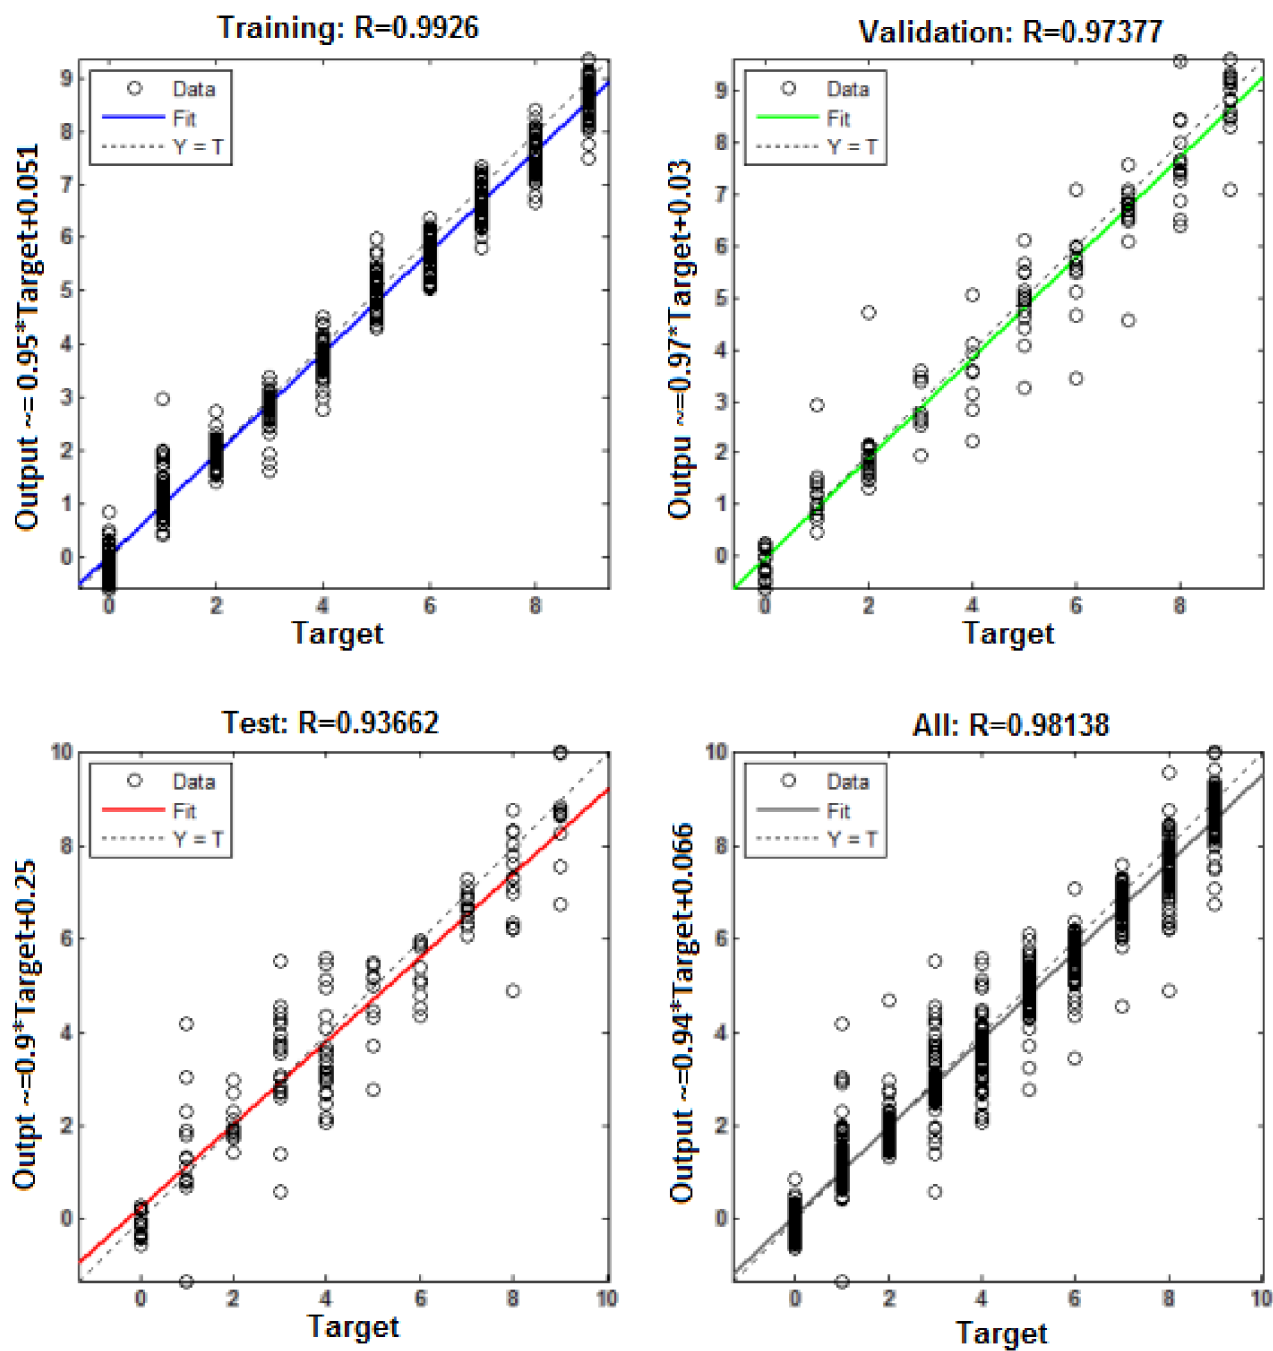 Training: R=0.9926
Data
Fit
Y = T
9
8
7
6
5
4
3
2
1
0
0 2 4 6 8
Target
Output ~= 0.95*Target+0.051
Validation: R=0.97377
Data
Fit
Y = T
9
8
7
6
5
4
3
2
1
0
0 2 4 6 8
Target
Outpu ~=0.97*Target+0.03
Test: R=0.93662
Data
Fit
Y = T
10
8
6
4
2
0
0 2 4 6 8 10
Target
Outpt ~=0.9*Target+0.25
All: R=0.98138
Data
Fit
Y = T
10
8
6
4
2
0
0 2 4 6 8 10
Target
Output ~=0.94*Target+0.066